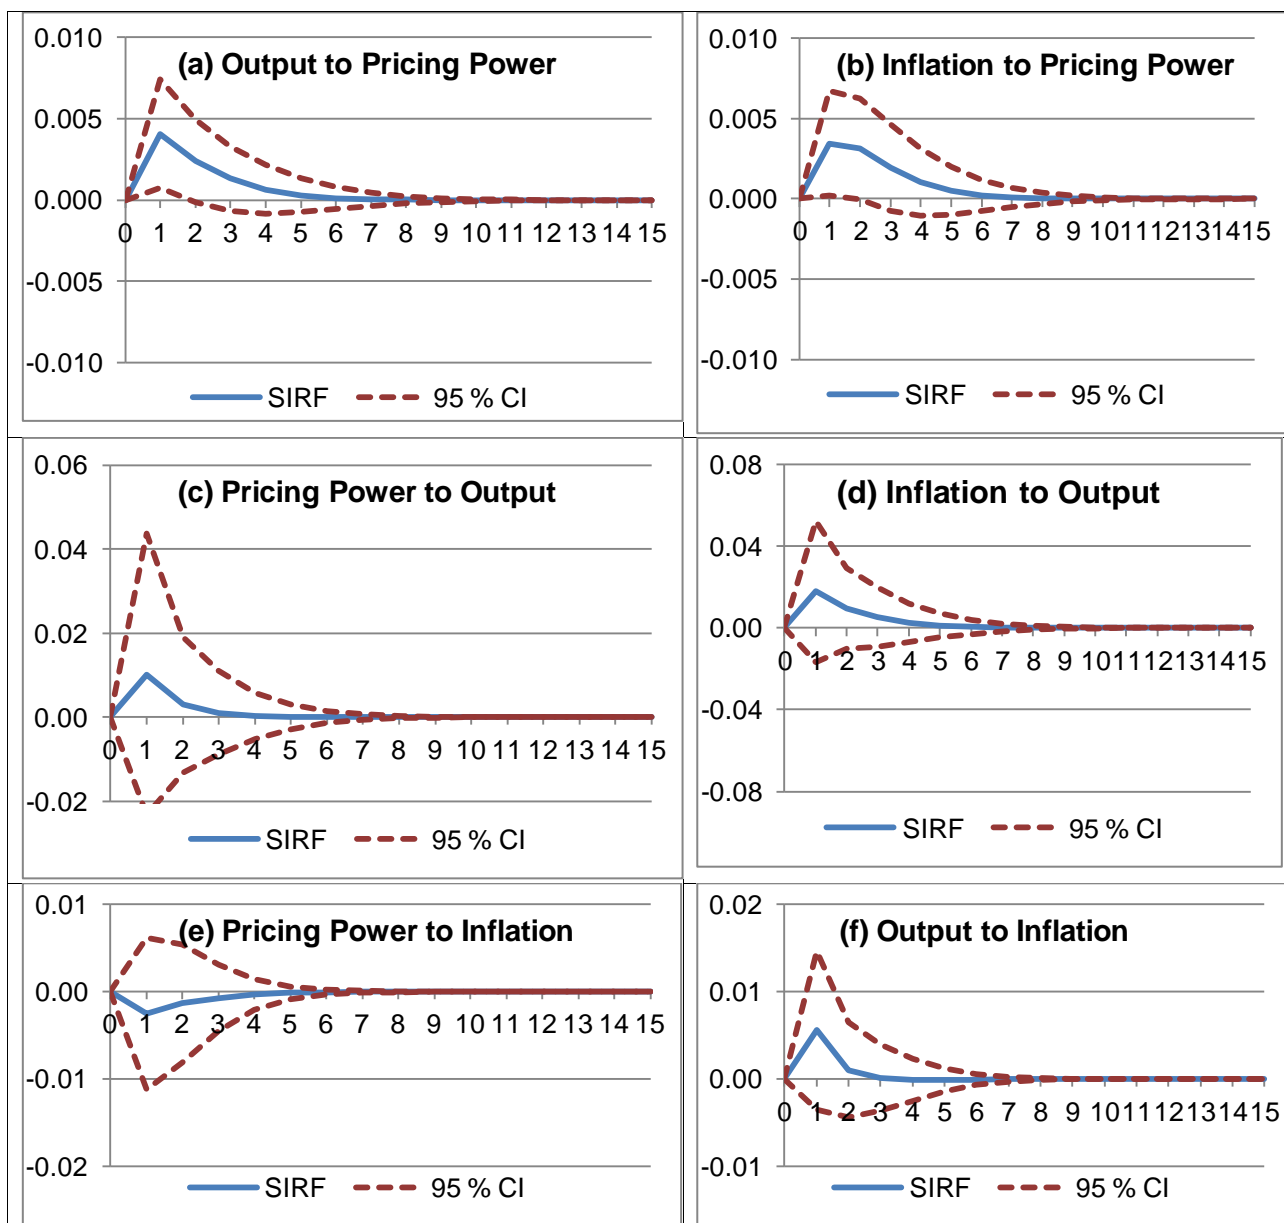 (a) Output to Pricing Power
0.010
0.005
0.000
-0.005
-0.010
0 1 2 3 4 5 6 7 8 9 10 11 12 13 14 15
SIRF 95 % CI
(b) Inflation to Pricing Power
0.010
0.005
0.000
-0.005
-0.010
0 1 2 3 4 5 6 7 8 9 10 11 12 13 14 15
SIRF 95 % CI
(c) Pricing Power to Output
0.06
0.04
0.02
0.00
-0.02
0 1 2 3 4 5 6 7 8 9 10 11 12 13 14 15
SIRF 95 % CI
(d) Inflation to Output
0.08
0.04
0.00
-0.04
-0.08
0 1 2 3 4 5 6 7 8 9 10 11 12 13 14 15
SIRF 95 % CI
(e) Pricing Power to Inflation
0.01
0.00
-0.01
-0.02
0 1 2 3 4 5 6 7 8 9 10 11 12 13 14 15
SIRF 95 % CI
(f) Output to Inflation
0.02
0.01
0.00
-0.01
0 1 2 3 4 5 6 7 8 9 10 11 12 13 14 15
SIRF 95 % CI